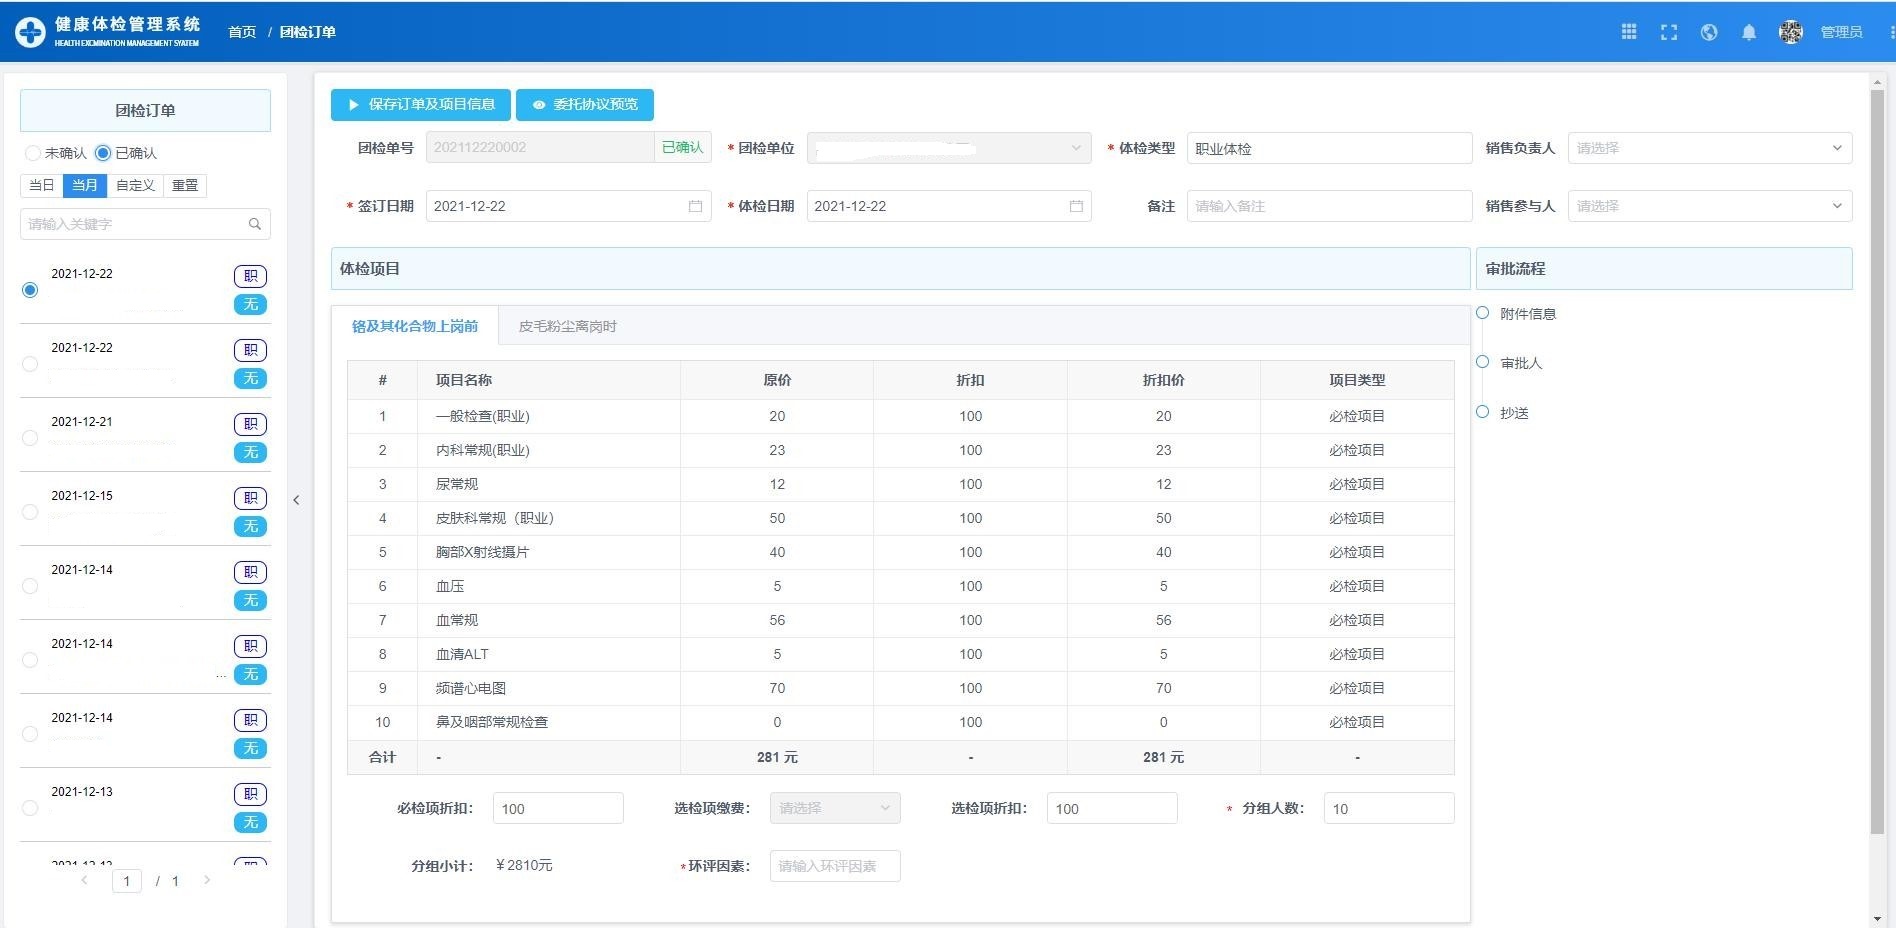 健康体检管理系统
HEALTH EXCMINATION MANAGEMENT SYATEM
首页 / 团检订单
管理员
团检订单
未确认 已确认
当日 当月 自定义 重置
请输入关键字
2021-12-22 职
无
2021-12-22 职
无
2021-12-21 职
无
2021-12-15 职
无
2021-12-14 职
无
2021-12-14 职
... 无
2021-12-14 职
无
2021-12-13 职
无
1 / 1
保存订单及项目信息 委托协议预览
团检单号 202112220002 已确认 * 团检单位 * 体检类型 职业体检 销售负责人 请选择
* 签订日期 2021-12-22 * 体检日期 2021-12-22 备注 请输入备注 销售参与人 请选择
体检项目
铬及其化合物上岗前 皮毛粉尘离岗时
# 项目名称 原价 折扣 折扣价 项目类型
1 一般检查(职业) 20 100 20 必检项目
2 内科常规(职业) 23 100 23 必检项目
3 尿常规 12 100 12 必检项目
4 皮肤科常规（职业） 50 100 50 必检项目
5 胸部X射线摄片 40 100 40 必检项目
6 血压 5 100 5 必检项目
7 血常规 56 100 56 必检项目
8 血清ALT 5 100 5 必检项目
9 频谱心电图 70 100 70 必检项目
10 鼻及咽部常规检查 0 100 0 必检项目
合计 - 281 元 - 281 元 -
必检项折扣： 100 选检项缴费： 请选择 选检项折扣： 100 * 分组人数： 10
分组小计： ￥2810元 *环评因素： 请输入环评因素
审批流程
附件信息
审批人
抄送